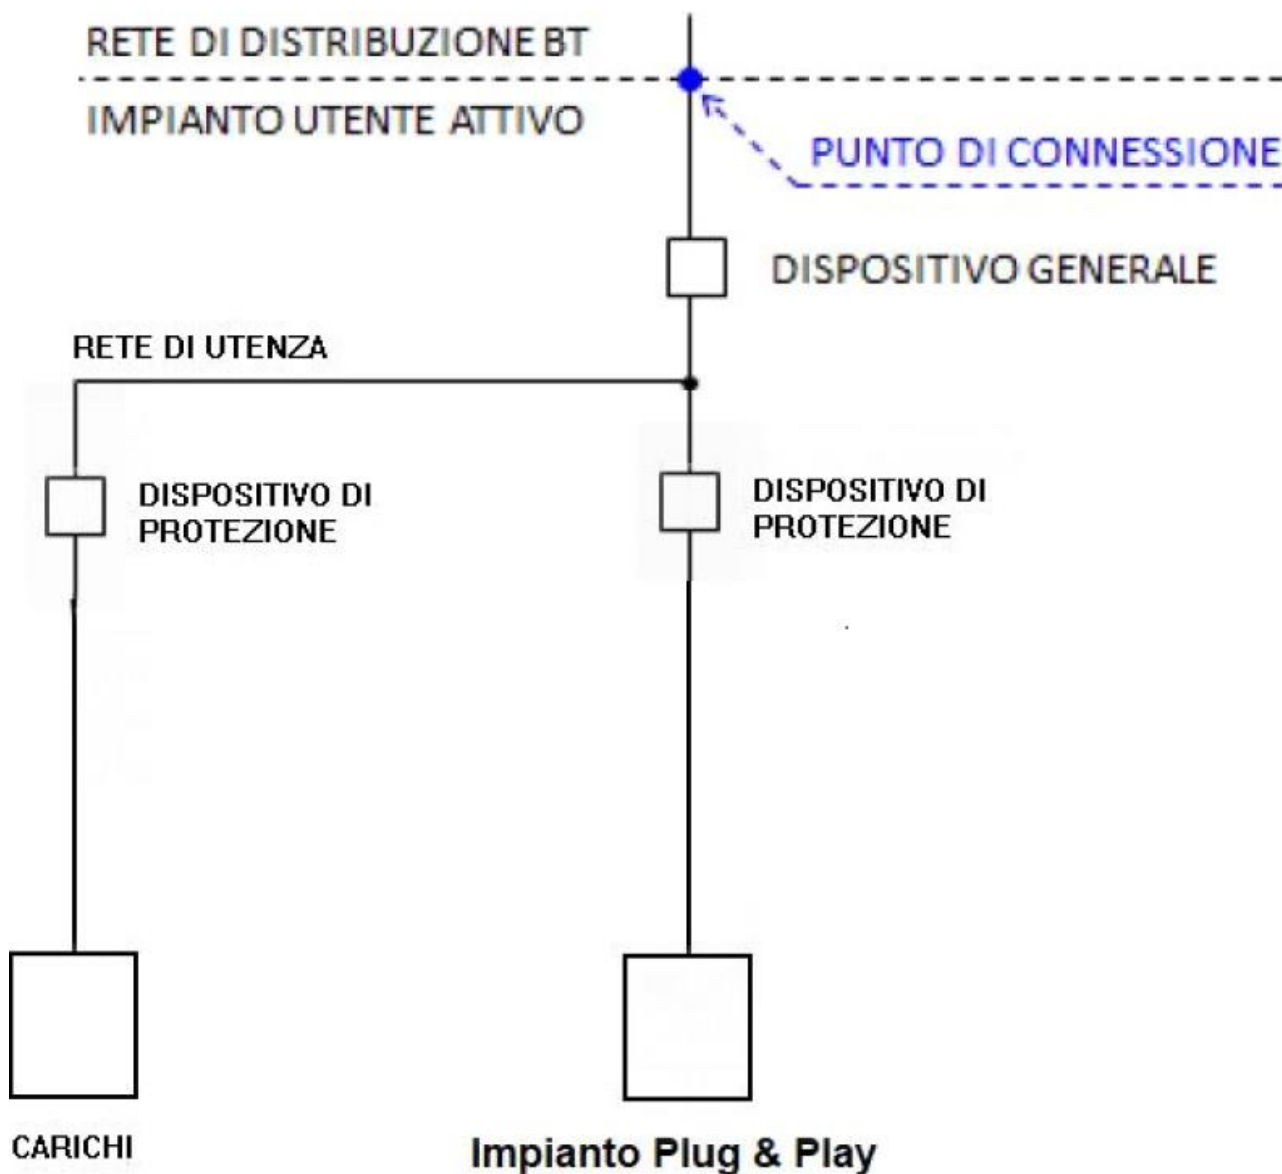 RETE DI DISTRIBUZIONE BT
IMPIANTO UTENTE ATTIVO
PUNTO DI CONNESSIONE
DISPOSITIVO GENERALE
RETE DI UTENZA
DISPOSITIVO DI
PROTEZIONE
DISPOSITIVO DI
PROTEZIONE
CARICHI
Impianto Plug & Play